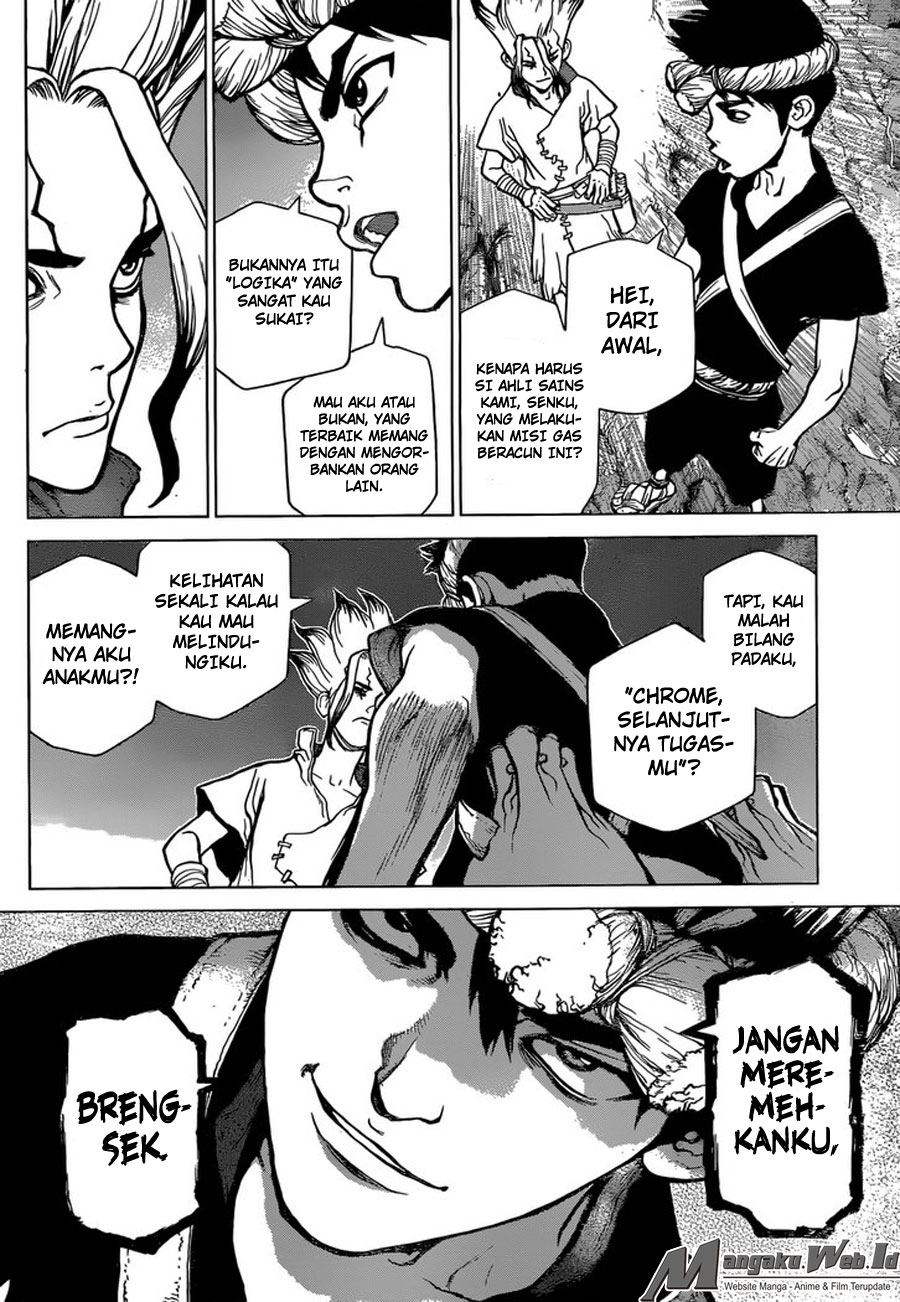 HEI,
DARI
AWAL,
KENAPA HARUS
SI AHLI SAINS
KAMI, SENKU,
YANG MELAKU-
KAN MISI GAS
BERACUN INI?
BUKANNYA ITU
"LOGIKA" YANG
SANGAT KAU
SUKAI?
MAU AKU ATAU
BUKAN, YANG
TERBAIK MEMANG
DENGAN MENGOR-
BANKAN ORANG
LAIN.
TAPI, KAU
MALAH
BILANG
PADAKU,
"CHROME,
SELANJUT-
NYA TUGAS-
MU"?
KELIHATAN
SEKALI KALAU
KAU MAU
MELINDU-
NGIKU.
MEMANG-
NYA AKU
ANAKMU?!
JANGAN
MERE-
MEH-
KANKU,
BRENG-
SEK.
Mangaku Web.Id
Website Manga - Anime & Film Terupdate